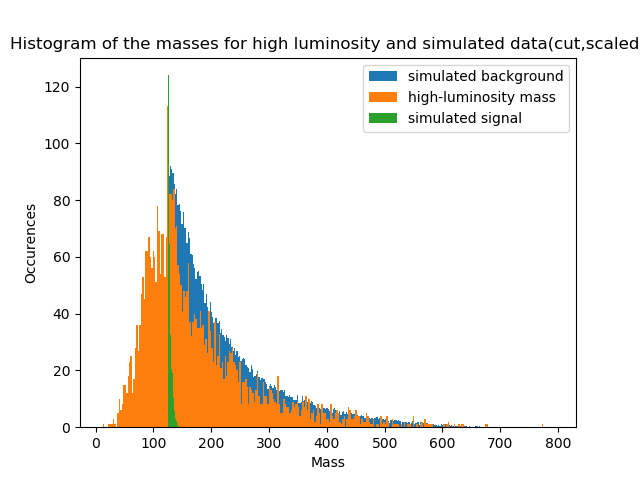 Histogram of the masses for high luminosity and simulated data(cut,scaled
simulated background
high-luminosity mass
simulated signal
120
100
80
60
40
20
0
Occurences
0 100 200 300 400 500 600 700 800
Mass